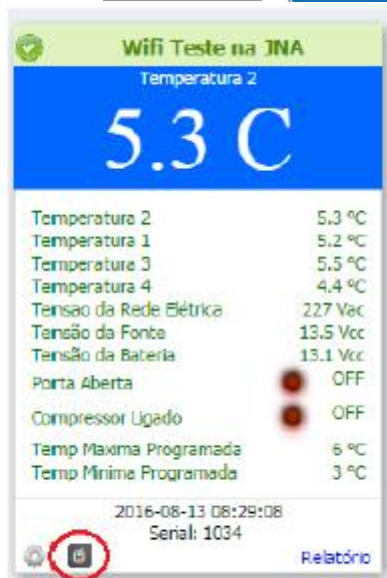 Wifi Teste na JNA
Temperatura 2
5.3 C
Temperatura 2 5.3 °C
Temperatura 1 5.2 °C
Temperatura 3 5.5 °C
Temperatura 4 4.4 °C
Tensao da Rede Elétrica 227 Vac
Tensão da Fonte 13.5 Vcc
Tensão da Bateria 13.1 Vcc
Porta Aberta OFF
Compressor Ligado OFF
Temp Maxima Programada 6 °C
Temp Minima Programada 3 °C
2016-08-13 08:29:08
Serial: 1034
Relatório